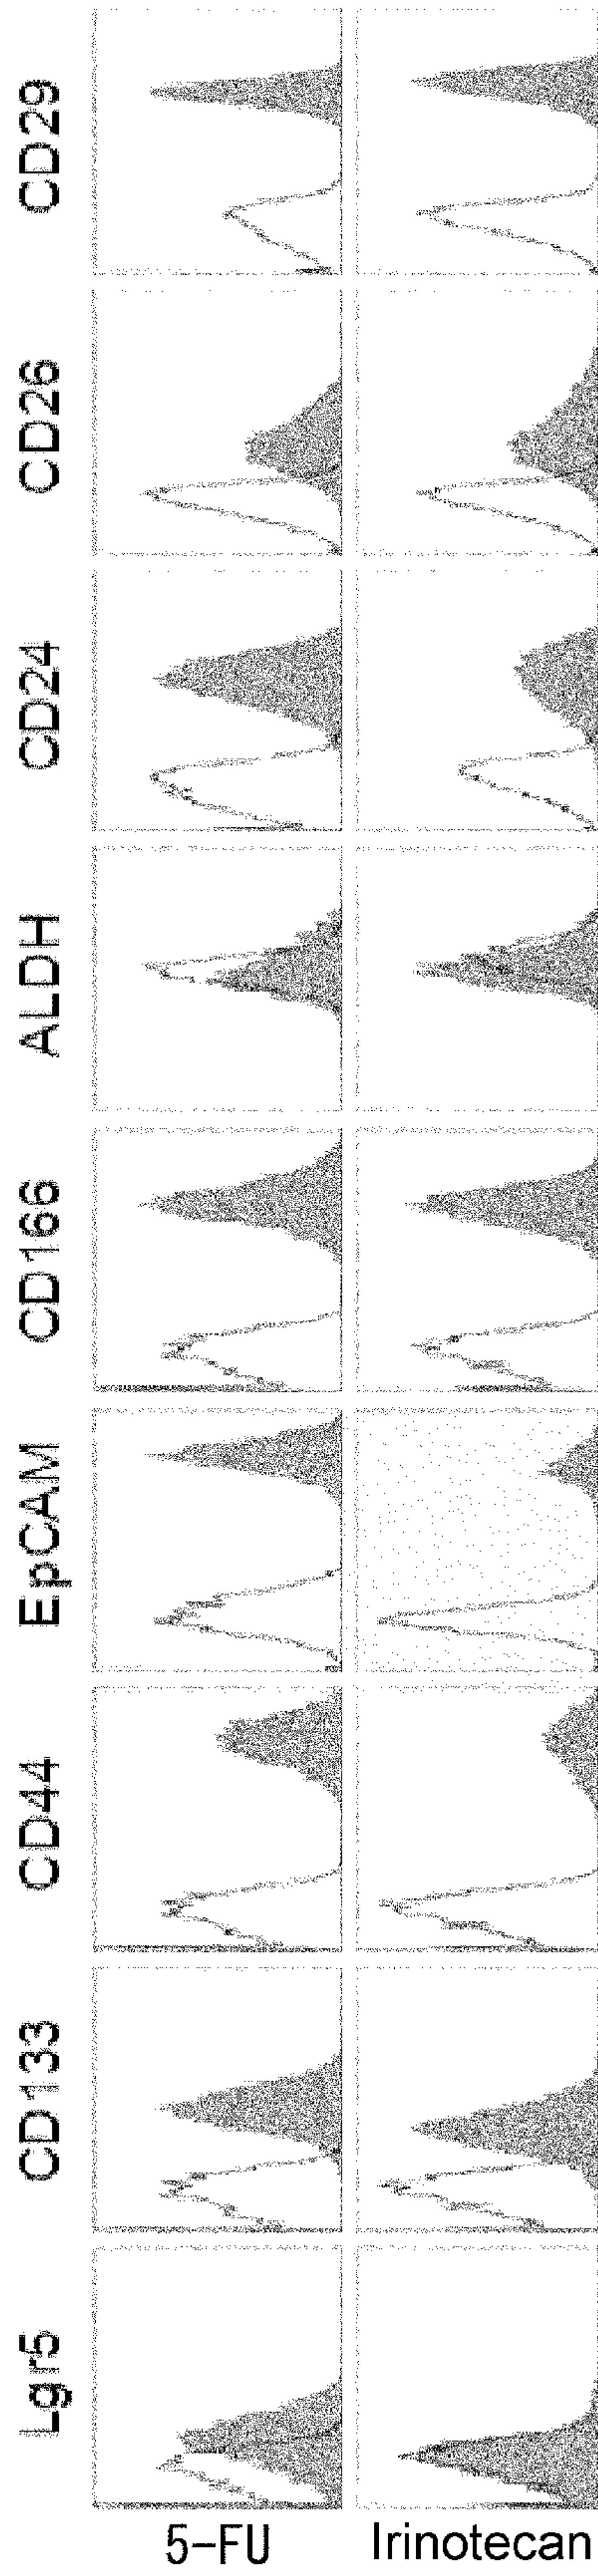 CD29
CD26
CD24
ALDH
CD166
EpCAM
CD44
CD133
Lgr5
5-FU
Irinotecan